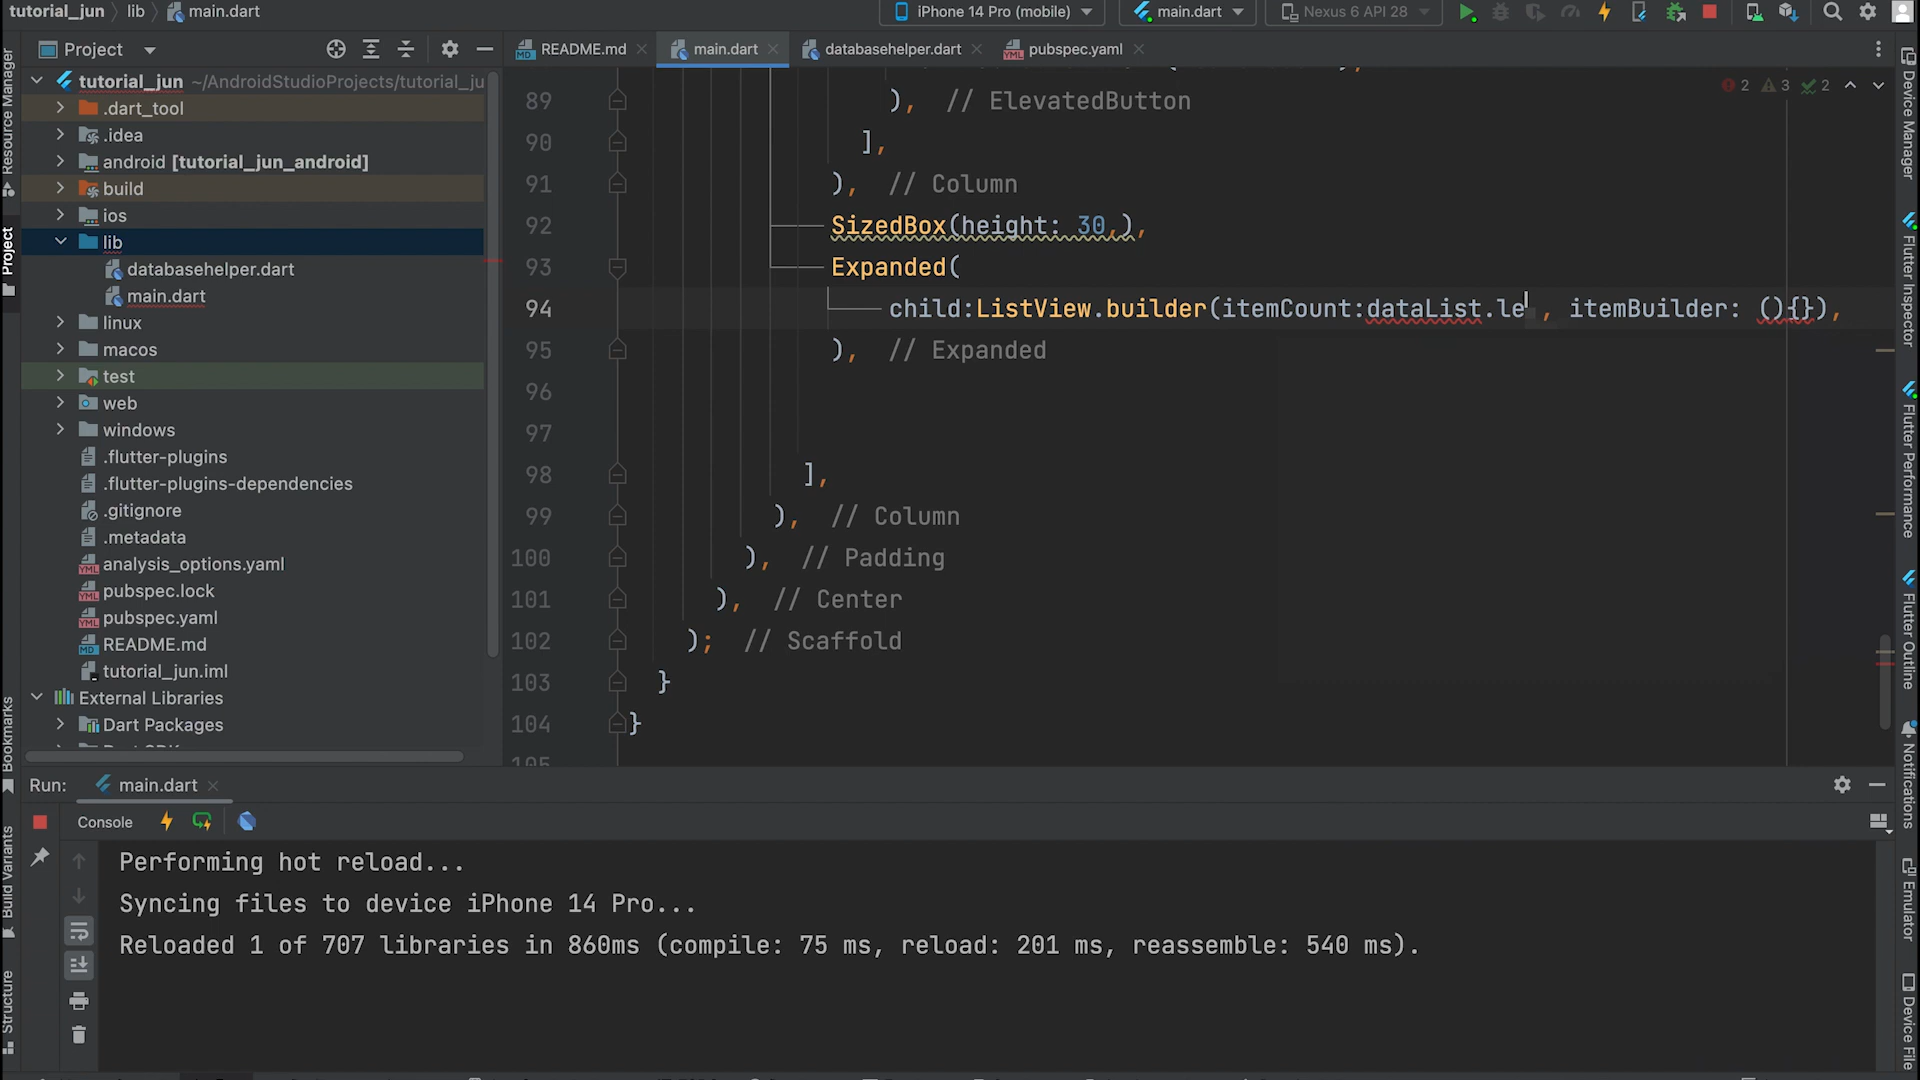 tutorial_jun lib main.dart iPhone 14 Pro (mobile) main.dart Nexus 6 API 28
Project README.md main.dart databasehelper.dart pubspec.yaml
tutorial_jun ~/AndroidStudioProjects/tutorial_ju
.dart_tool
.idea
android [tutorial_jun_android]
build
ios
lib
databasehelper.dart
main.dart
linux
macos
test
web
windows
.flutter-plugins
.flutter-plugins-dependencies
.gitignore
.metadata
analysis_options.yaml
pubspec.lock
pubspec.yaml
README.md
tutorial_jun.iml
External Libraries
Dart Packages
2 3 2
89 ), // ElevatedButton
90 ],
91 ), // Column
92 SizedBox(height: 30,),
93 Expanded(
94 child:ListView.builder(itemCount:dataList.le , itemBuilder: (){}),
95 ), // Expanded
96
97
98 ],
99 ), // Column
100 ), // Padding
101 ), // Center
102 ); // Scaffold
103 }
104 }
105
Run: main.dart
Console
Performing hot reload...
Syncing files to device iPhone 14 Pro...
Reloaded 1 of 707 libraries in 860ms (compile: 75 ms, reload: 201 ms, reassemble: 540 ms).
Resource Manager
Project
Bookmarks
Build Variants
Structure
Device Manager
Flutter Inspector
Flutter Performance
Flutter Outline
Notifications
Emulator
Device File